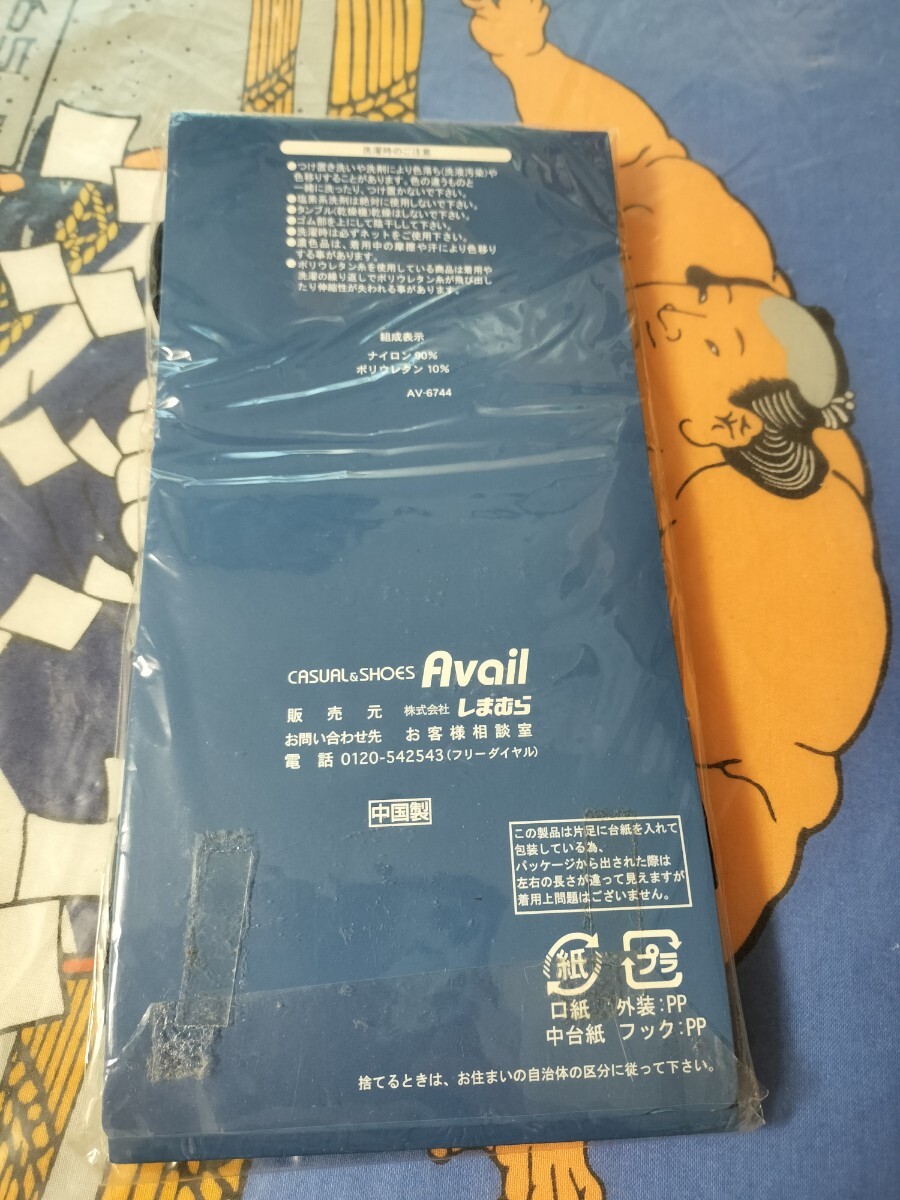 洗濯時のご注意
●つけ置き洗いや洗剤により色落ち(洗液汚染)や
色移りすることがあります。色の違うものと
一緒に洗ったり、つけ置かないで下さい。
●塩素系洗剤は絶対に使用しないで下さい。
●タンブル(乾燥機)乾燥はしないで下さい。
●ゴム部を上にして陰干しして下さい。
●洗濯時は必ずネットをご使用下さい。
●濃色品は、着用中の摩擦や汗により色移り
する事があります。
●ポリウレタン糸を使用している商品は着用や
洗濯の繰り返しでポリウレタン糸が飛び出し
たり伸縮性が失われる事があります。
組成表示
ナイロン 90%
ポリウレタン 10%
AV-6744
CASUAL&SHOES Avail
販売元 株式会社 しまむら
お問い合わせ先 お客様相談室
電話 0120-542543(フリーダイヤル)
中国製
この製品は片足に台紙を入れて
包装している為、
パッケージから出された際は
左右の長さが違って見えますが
着用上問題はございません。
紙 プラ
口紙 外装:PP
中台紙 フック:PP
捨てるときは、お住まいの自治体の区分に従って下さい。